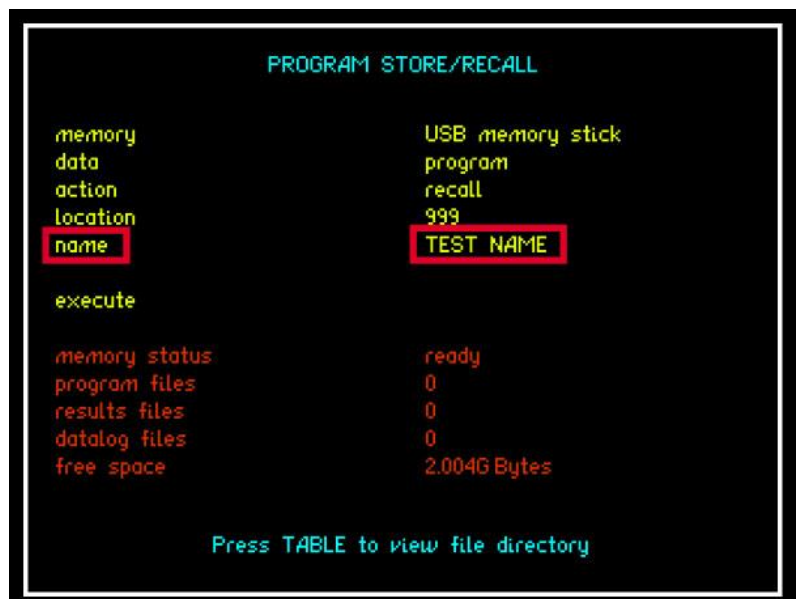 PROGRAM STORE/RECALL
memory USB memory stick
data program
action recall
location 999
name TEST NAME
execute
memory status ready
program files 0
results files 0
datalog files 0
free space 2.004G Bytes
Press TABLE to view file directory